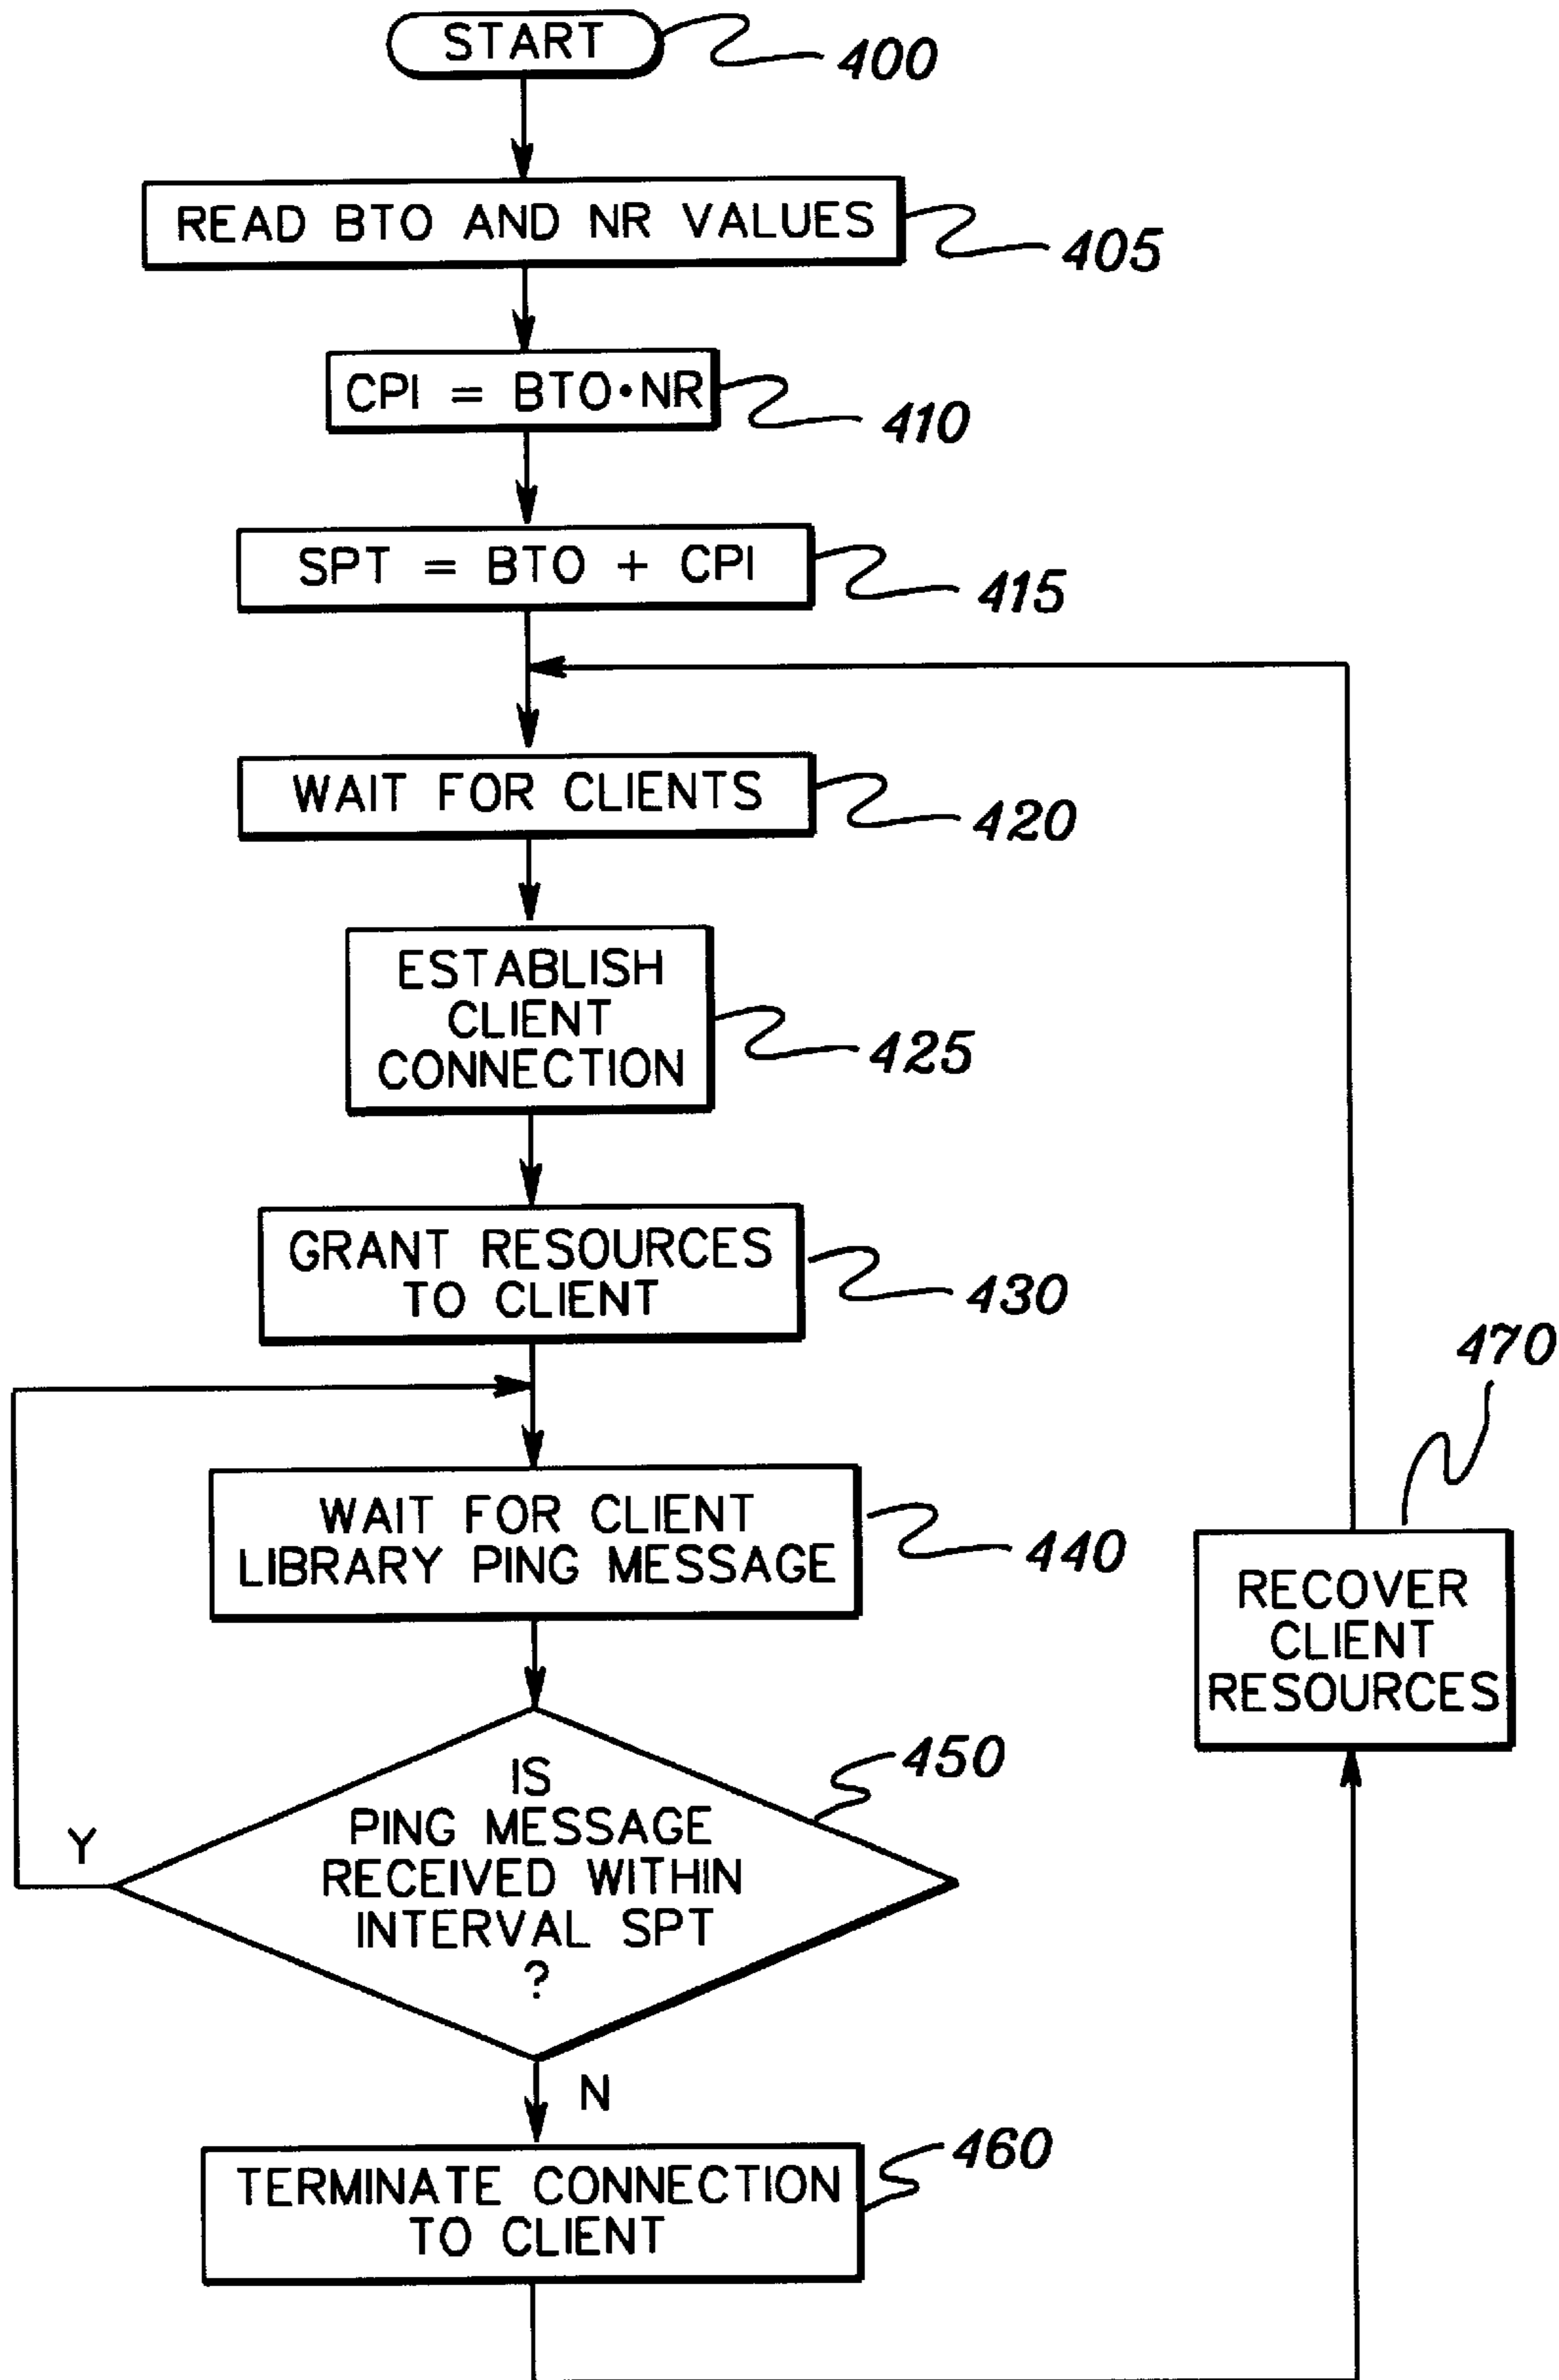 START
400
READ BTO AND NR VALUES
405
CPI = BTO•NR
410
SPT = BTO + CPI
415
WAIT FOR CLIENTS
420
ESTABLISH
CLIENT
CONNECTION
425
GRANT RESOURCES
TO CLIENT
430
WAIT FOR CLIENT
LIBRARY PING MESSAGE
440
IS
PING MESSAGE
RECEIVED WITHIN
INTERVAL SPT
?
450
Y
N
TERMINATE CONNECTION
TO CLIENT
460
RECOVER
CLIENT
RESOURCES
470